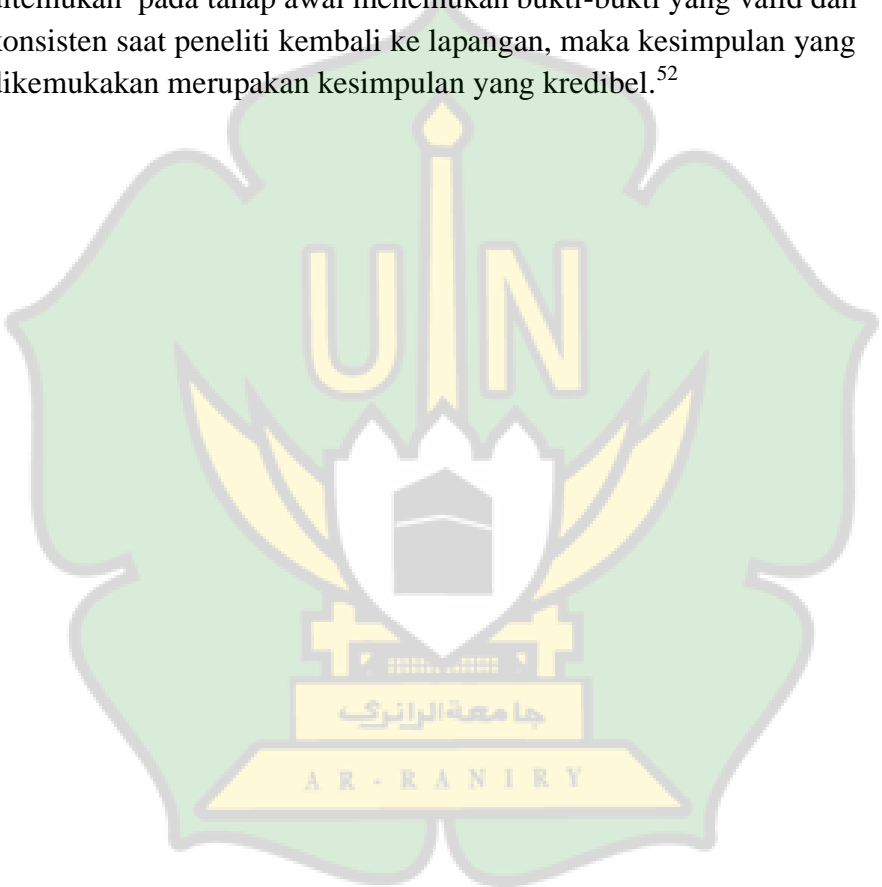 ditemukan pada tahap awal menemukan bukti-bukti yang valid dan
konsisten saat peneliti kembali ke lapangan, maka kesimpulan yang
dikemukakan merupakan kesimpulan yang kredibel.52
UIN
جامعة الرانري
AR-RANIRY